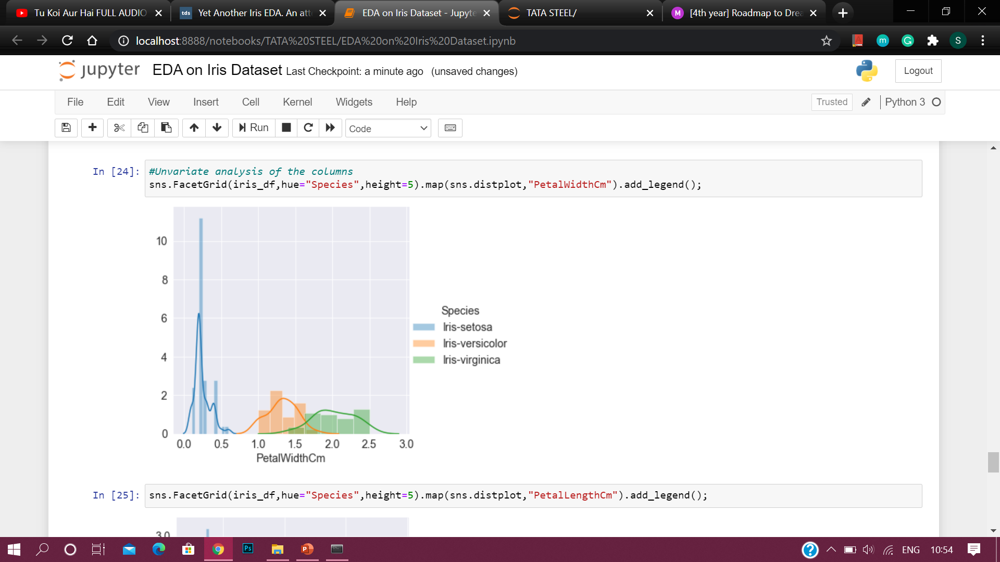 Tu Koi Aur Hai FULL AUDIO
tds Yet Another Iris EDA. An att
EDA on Iris Dataset - Jupyte
TATA STEEL/
M [4th year] Roadmap to Drea
localhost:8888/notebooks/TATA%20STEEL/EDA%20on%20Iris%20Dataset.ipynb
m G S
jupyter EDA on Iris Dataset Last Checkpoint: a minute ago (unsaved changes)
Logout
File Edit View Insert Cell Kernel Widgets Help
Trusted Python 3
Run Code
In [24]: #Unvariate analysis of the columns
sns.FacetGrid(iris_df,hue="Species",height=5).map(sns.distplot,"PetalWidthCm").add_legend();
10
8
6
4
2
0
0.0 0.5 1.0 1.5 2.0 2.5 3.0
PetalWidthCm
Species
Iris-setosa
Iris-versicolor
Iris-virginica
In [25]: sns.FacetGrid(iris_df,hue="Species",height=5).map(sns.distplot,"PetalLengthCm").add_legend();
3.0
Ps P ? ENG 10:54